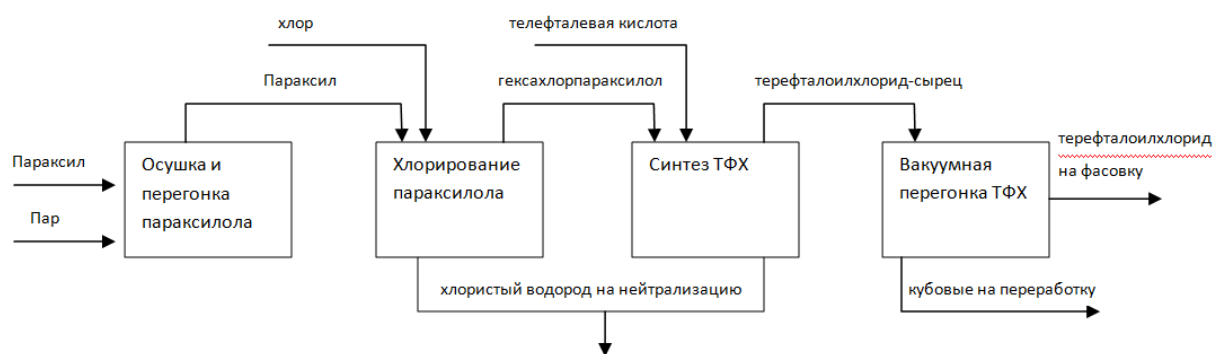 хлор
телефталевая кислота
Параксил
гексахлорпараксилол
терефталоилхлорид-сырец
Параксил
Пар
Осушка и
перегонка
параксилола
Хлорирование
параксилола
Синтез ТФХ
Вакуумная
перегонка ТФХ
терефталоилхлорид
на фасовку
хлористый водород на нейтрализацию
кубовые на переработку